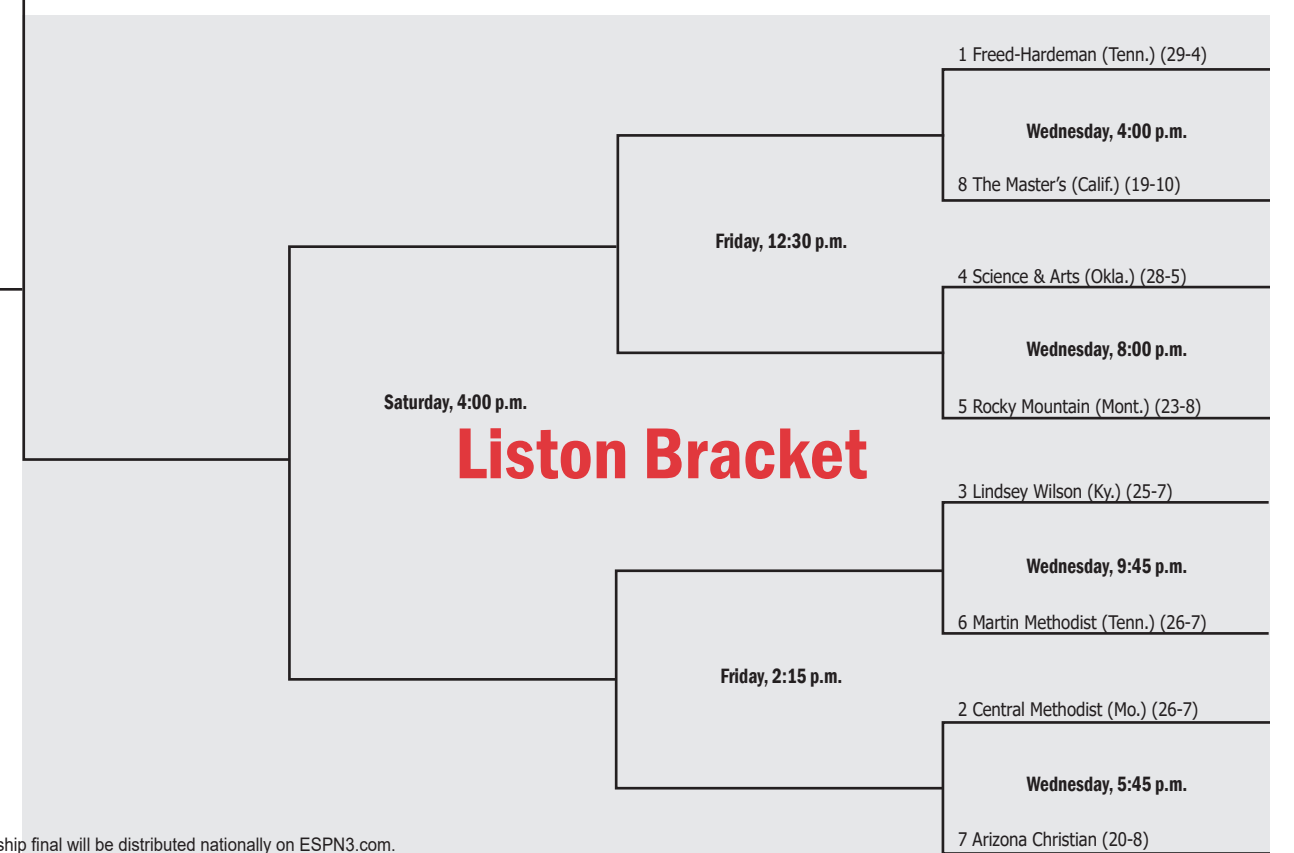 1 Freed-Hardeman (Tenn.) (29-4)
Wednesday, 4:00 p.m.
8 The Master's (Calif.) (19-10)
Friday, 12:30 p.m.
4 Science & Arts (Okla.) (28-5)
Wednesday, 8:00 p.m.
5 Rocky Mountain (Mont.) (23-8)
Saturday, 4:00 p.m.
Liston Bracket
3 Lindsey Wilson (Ky.) (25-7)
Wednesday, 9:45 p.m.
6 Martin Methodist (Tenn.) (26-7)
Friday, 2:15 p.m.
2 Central Methodist (Mo.) (26-7)
Wednesday, 5:45 p.m.
7 Arizona Christian (20-8)
ship final will be distributed nationally on ESPN3.com.